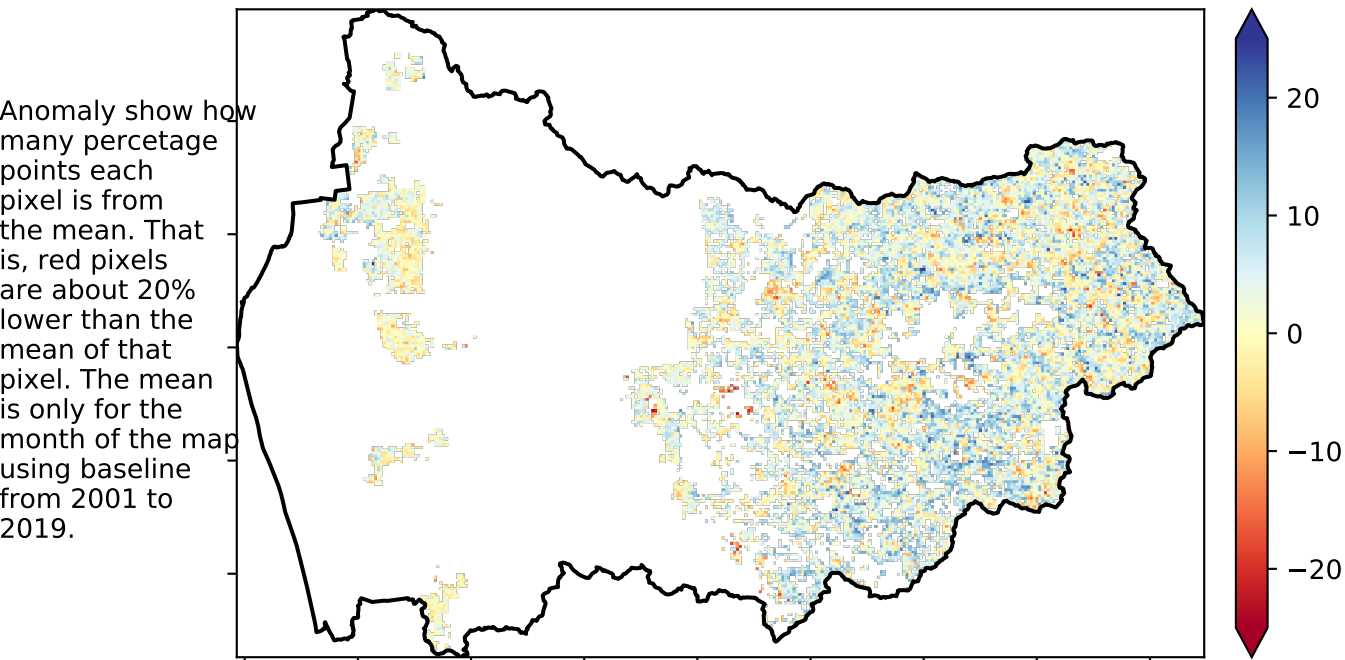 Anomaly show how
many percetage
points each
pixel is from
the mean. That
is, red pixels
are about 20%
lower than the
mean of that
pixel. The mean
is only for the
month of the map
using baseline
from 2001 to
2019.
20
10
0
−10
−20